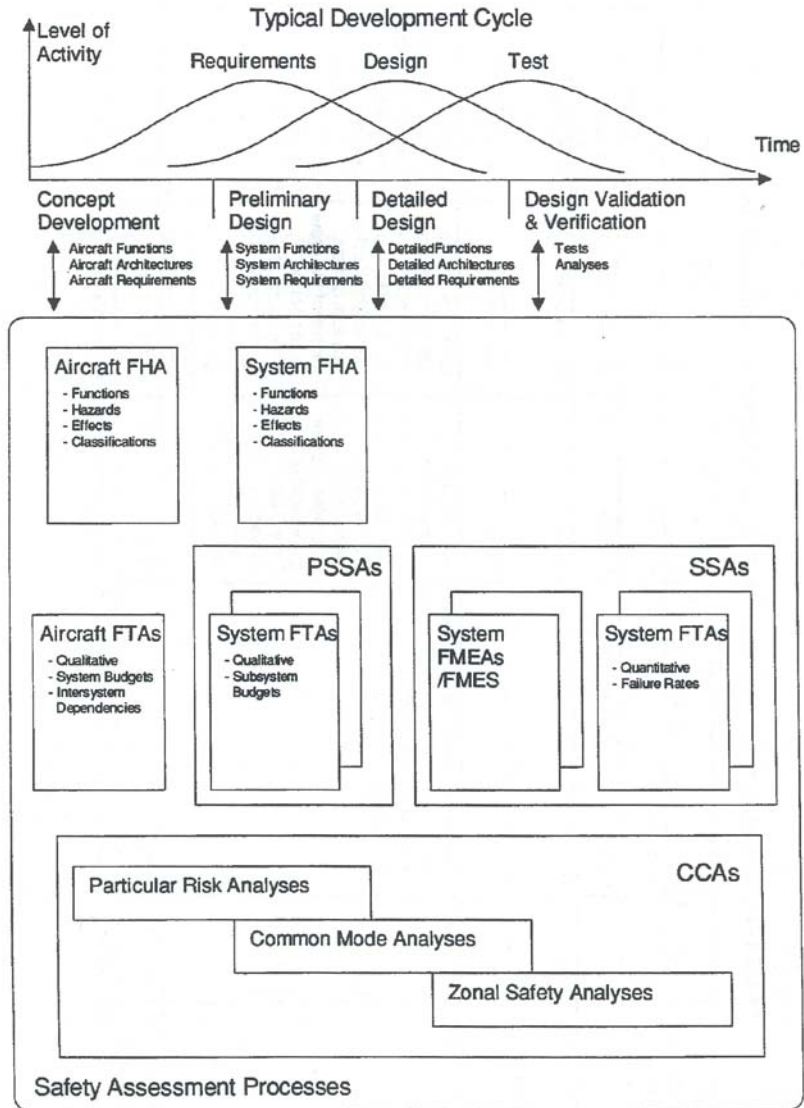 Typical Development Cycle
Level of
Activity
Requirements
Design
Test
Time
Concept
Development
Preliminary
Design
Detailed
Design
Design Validation
& Verification
Aircraft Functions
Aircraft Architectures
Aircraft Requirements
System Functions
System Architectures
System Requirements
DetailedFunctions
Detailed Architectures
Detailed Requirements
Tests
Analyses
Aircraft FHA
- Functions
- Hazards
- Effects
- Classifications
System FHA
- Functions
- Hazards
- Effects
- Classifications
PSSAs
SSAs
Aircraft FTAs
- Qualitative
- System Budgets
- Intersystem
Dependencies
System FTAs
- Qualitative
- Subsystem
Budgets
System
FMEAs
/FMES
System FTAs
- Quantitative
- Failure Rates
CCAs
Particular Risk Analyses
Common Mode Analyses
Zonal Safety Analyses
Safety Assessment Processes